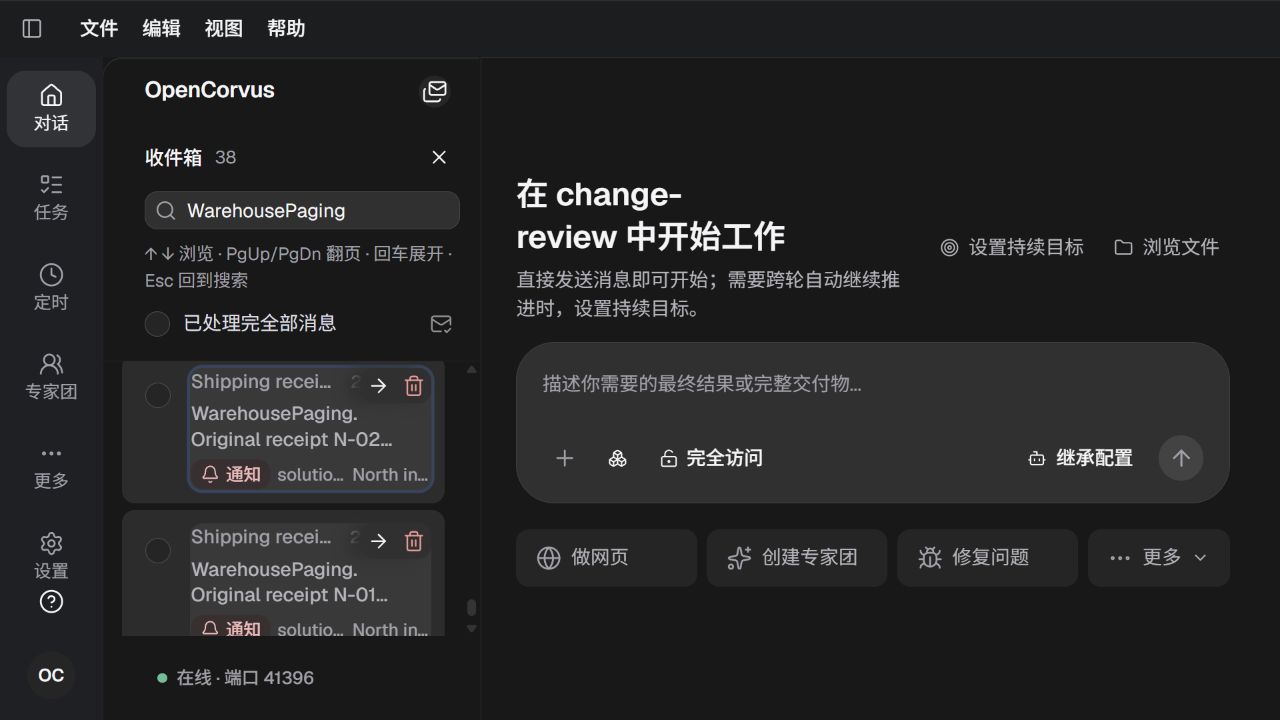 文件 编辑 视图 帮助
对话
任务
定时
专家团
更多
设置
OC
OpenCorvus
收件箱 38
WarehousePaging
↑↓ 浏览 · PgUp/PgDn 翻页 · 回车展开 ·
Esc 回到搜索
已处理完全部消息
Shipping recei... 2
WarehousePaging.
Original receipt N-02...
通知 solutio... North in...
Shipping recei... 2
WarehousePaging.
Original receipt N-01...
通知 solutio... North in...
在线 · 端口 41396
在 change-
review 中开始工作
直接发送消息即可开始；需要跨轮自动继续推
进时，设置持续目标。
设置持续目标 浏览文件
描述你需要的最终结果或完整交付物...
完全访问 继承配置
做网页 创建专家团 修复问题 更多